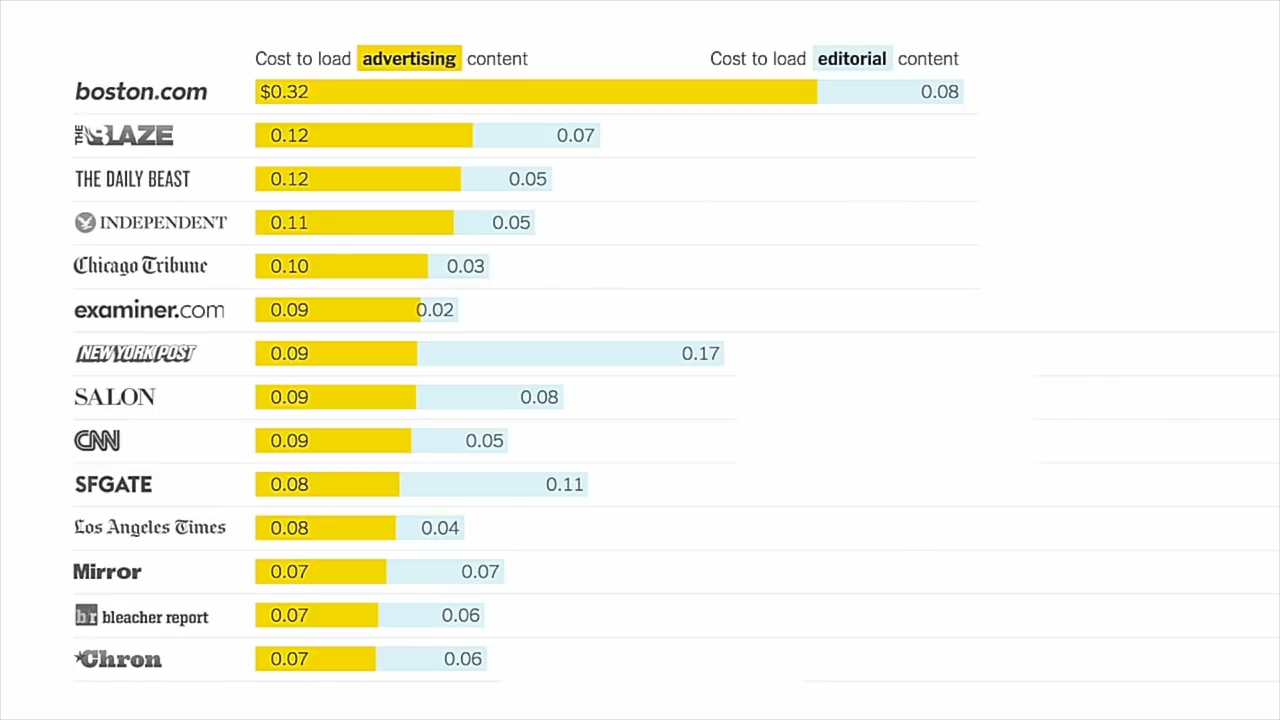 Cost to load advertising content Cost to load editorial content
boston.com $0.32 0.08
THE BLAZE 0.12 0.07
THE DAILY BEAST 0.12 0.05
INDEPENDENT 0.11 0.05
Chicago Tribune 0.10 0.03
examiner.com 0.09 0.02
NEW YORK POST 0.09 0.17
SALON 0.09 0.08
CNN 0.09 0.05
SFGATE 0.08 0.11
Los Angeles Times 0.08 0.04
Mirror 0.07 0.07
br bleacher report 0.07 0.06
Chron 0.07 0.06